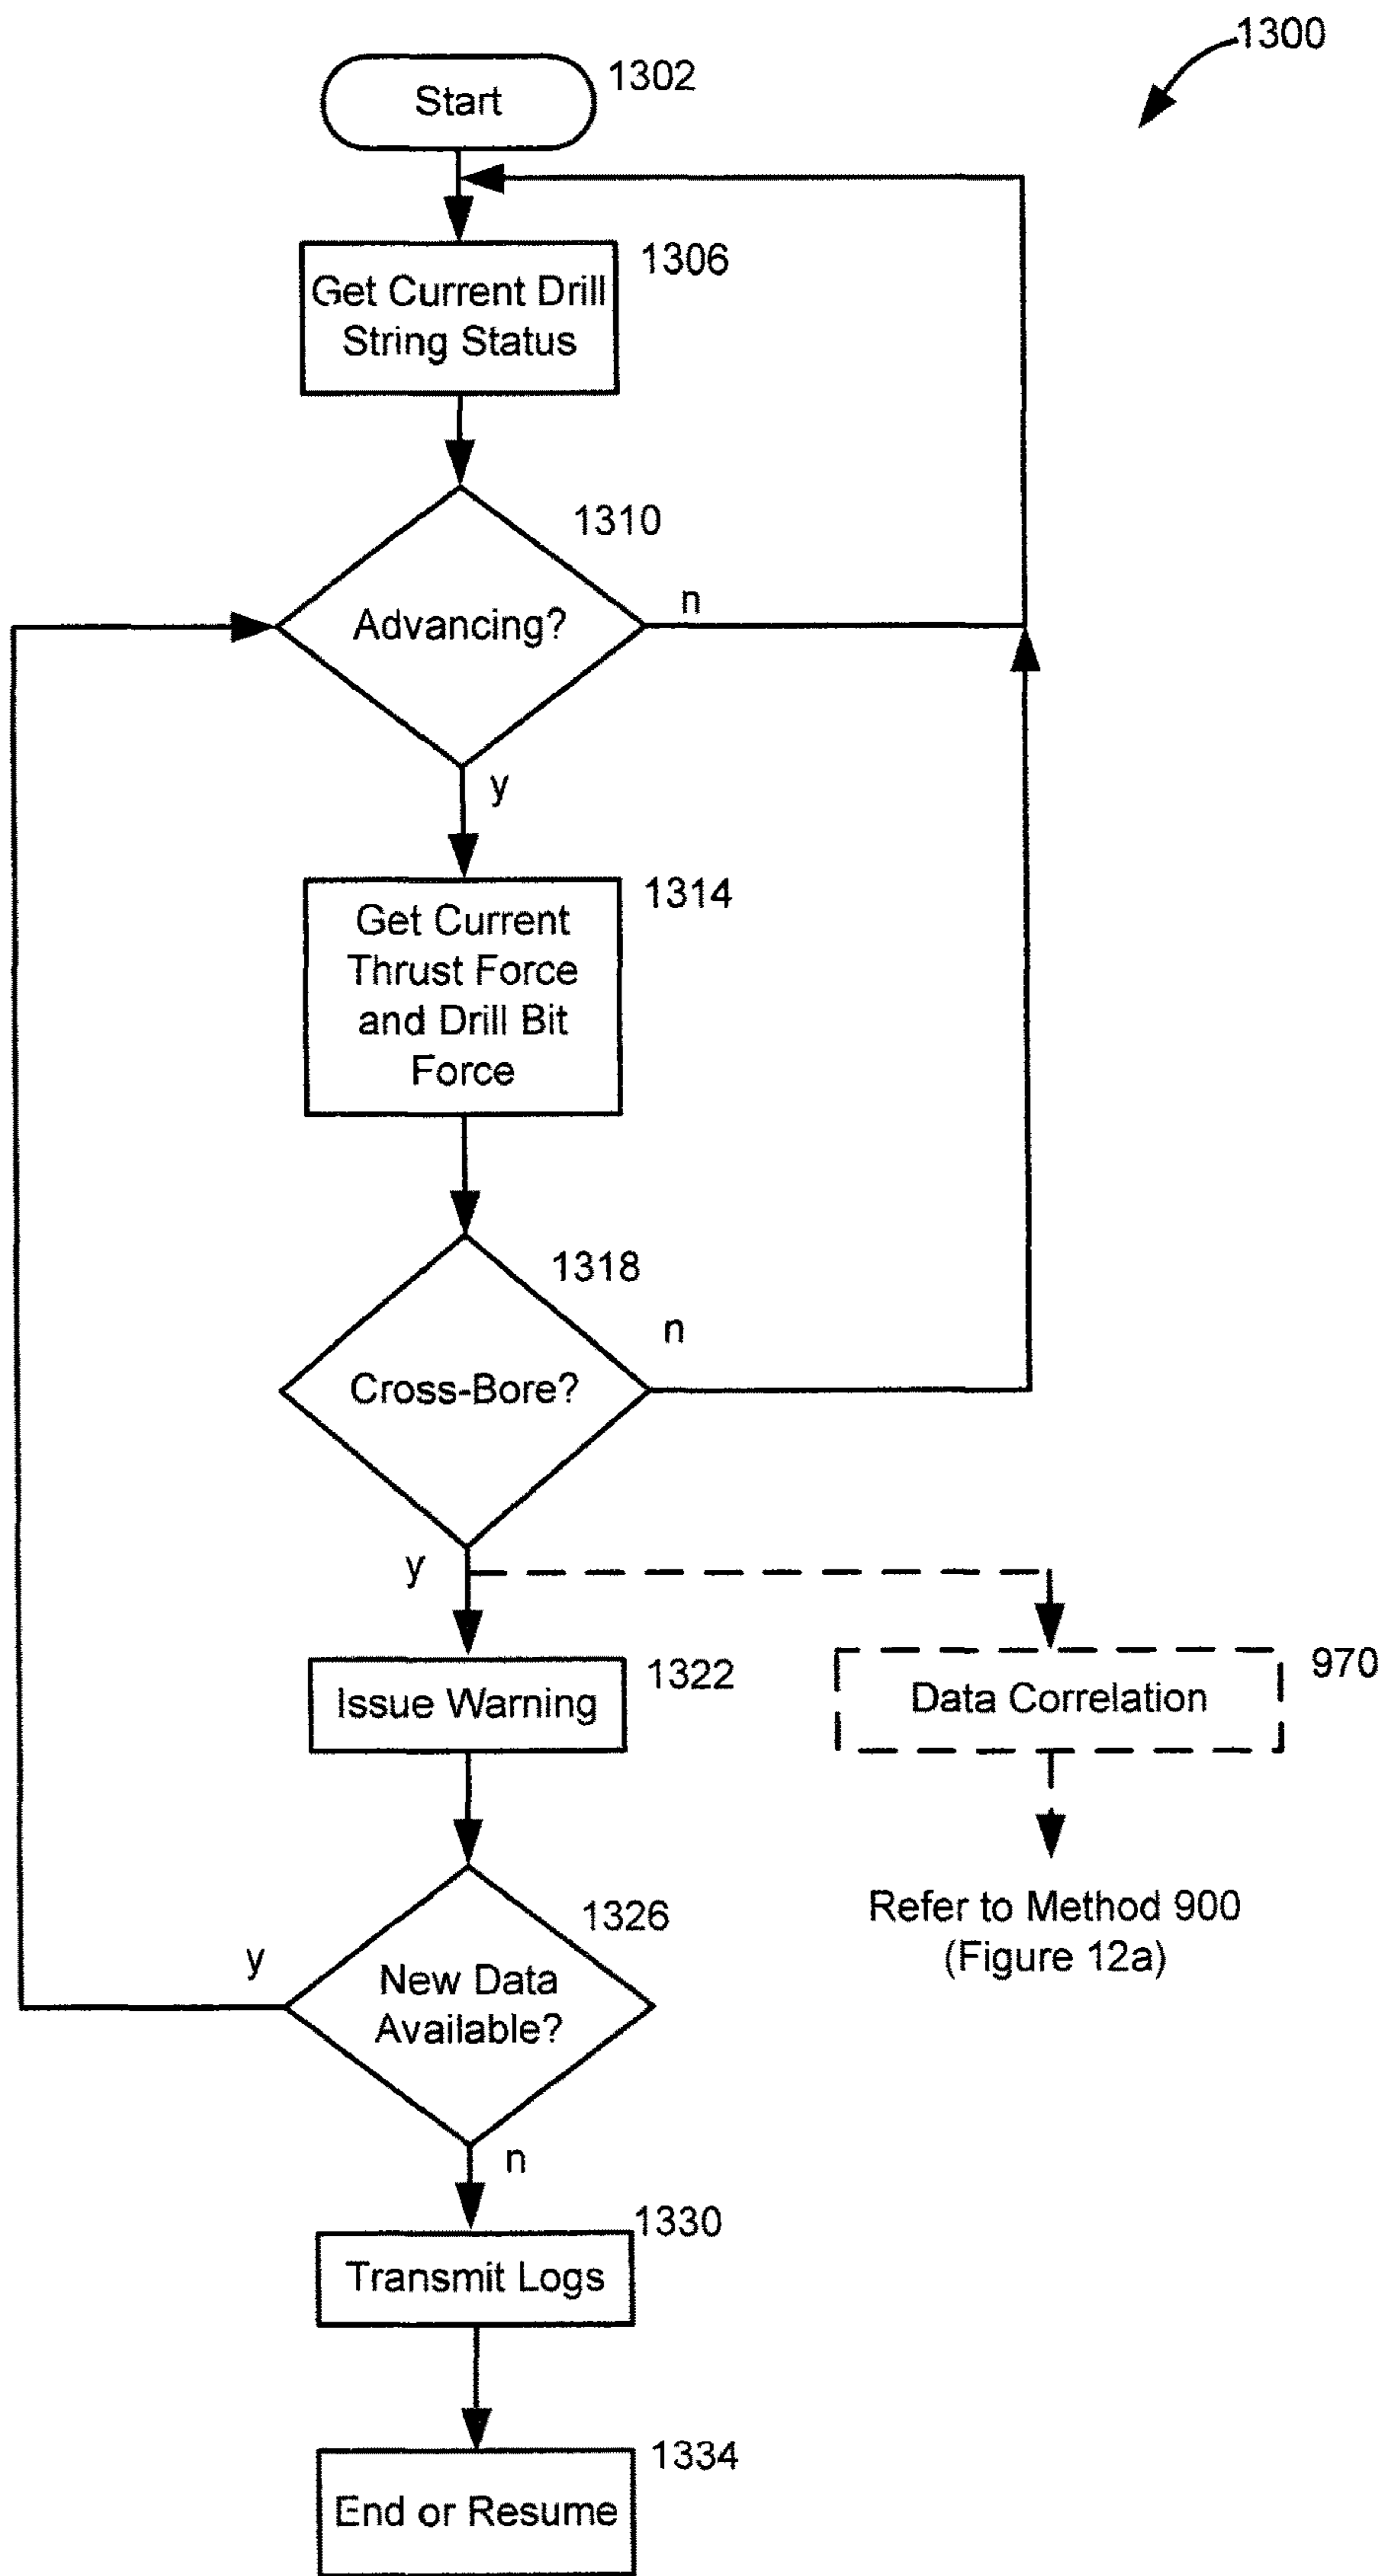 1300
Start
1302
Get Current Drill
String Status
1306
1310
Advancing?
n
y
Get Current
Thrust Force
and Drill Bit
Force
1314
1318
Cross-Bore?
n
y
Issue Warning
1322
Data Correlation
970
Refer to Method 900
(Figure 12a)
1326
New Data
Available?
y
n
1330
Transmit Logs
1334
End or Resume